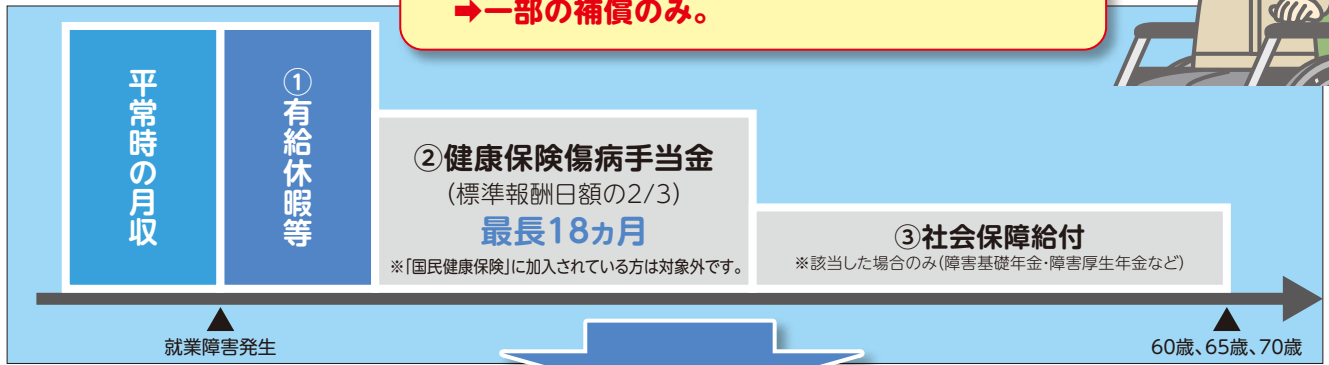 ➡一部の補償のみ。
平常時の月収
①有給休暇等
②健康保険傷病手当金
(標準報酬日額の2/3)
最長18ヵ月
※「国民健康保険」に加入されている方は対象外です。
③社会保障給付
※該当した場合のみ(障害基礎年金・障害厚生年金など)
就業障害発生
60歳、65歳、70歳